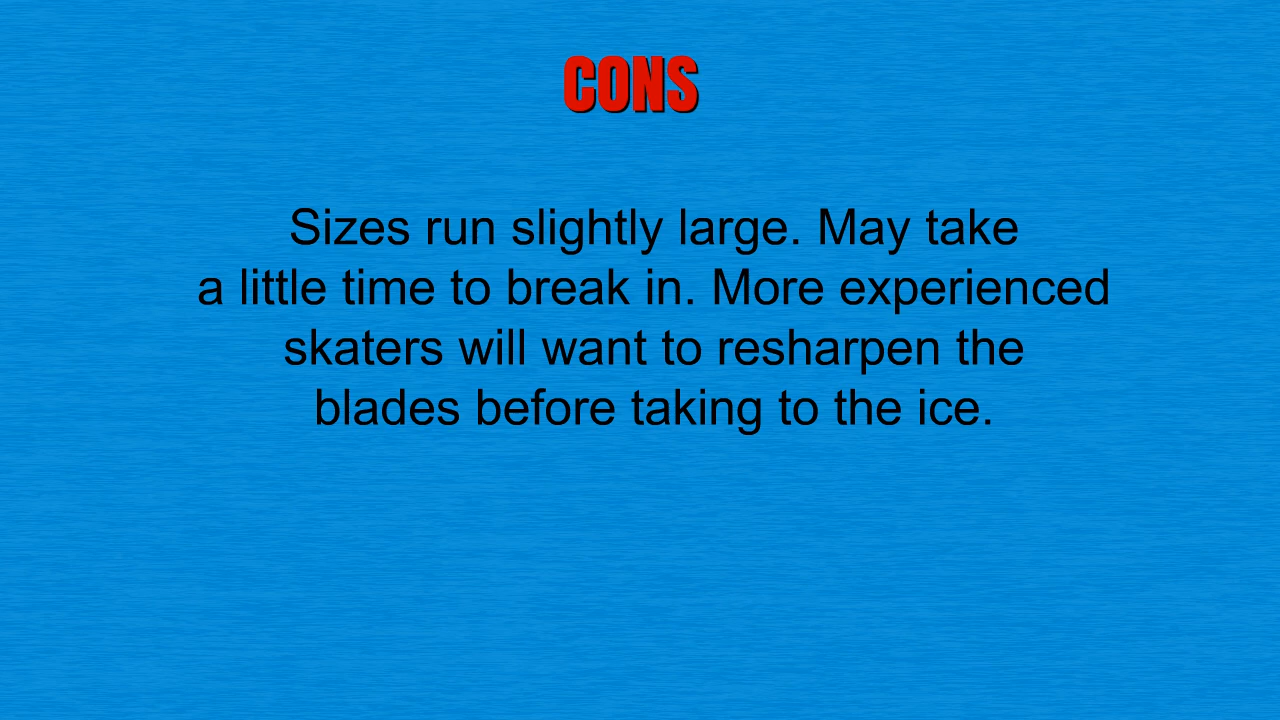 CONS
Sizes run slightly large. May take
a little time to break in. More experienced
skaters will want to resharpen the
blades before taking to the ice.